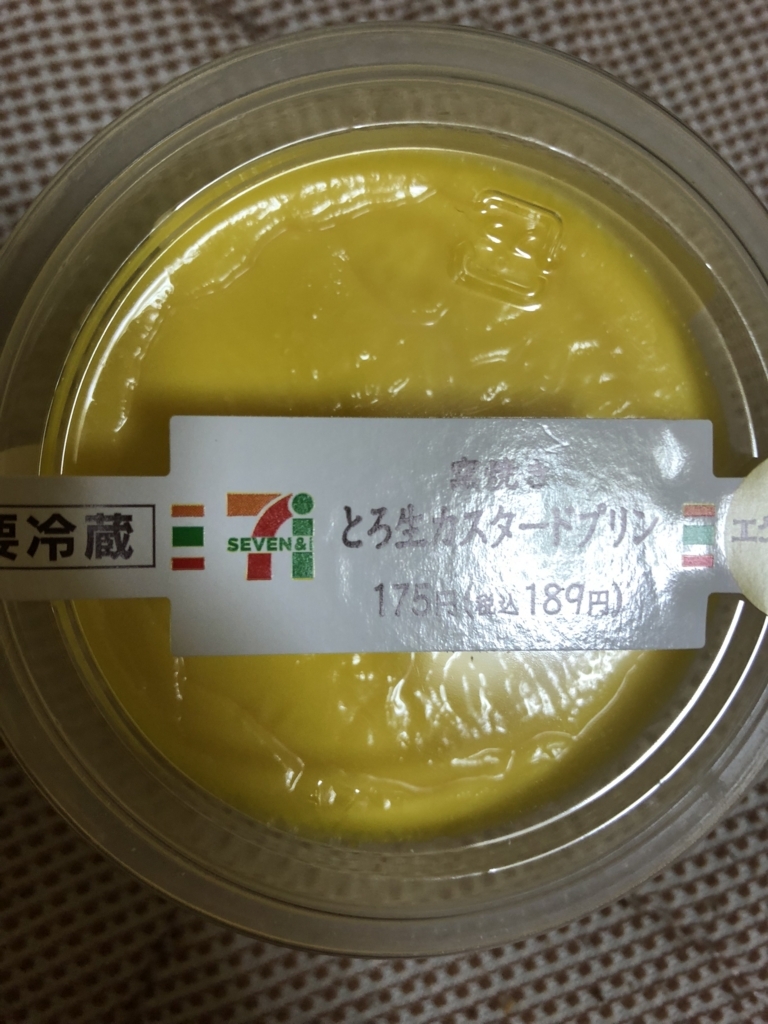 要冷蔵
SEVEN&i
窯焼き
とろ生カスタードプリン
175円(税込189円)
エ